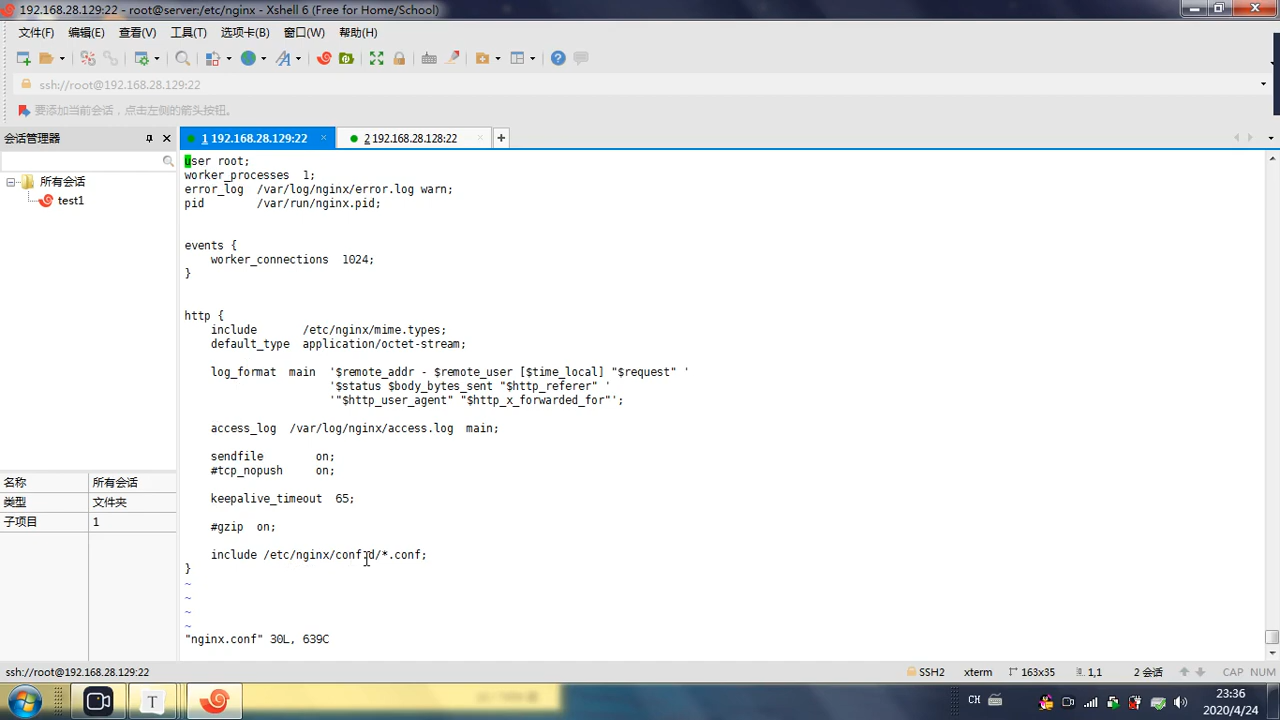 192.168.28.129:22 - root@server:/etc/nginx - Xshell 6 (Free for Home/School)
文件(F) 编辑(E) 查看(V) 工具(T) 选项卡(B) 窗口(W) 帮助(H)
ssh://root@192.168.28.129:22
要添加当前会话，点击左侧的箭头按钮。
会话管理器
1 192.168.28.129:22
2 192.168.28.128:22
所有会话
test1
名称 所有会话
类型 文件夹
子项目 1
user root;
worker_processes  1;
error_log  /var/log/nginx/error.log warn;
pid        /var/run/nginx.pid;
events {
    worker_connections  1024;
}
http {
    include       /etc/nginx/mime.types;
    default_type  application/octet-stream;
    log_format  main  '$remote_addr - $remote_user [$time_local] "$request" '
                      '$status $body_bytes_sent "$http_referer" '
                      '"$http_user_agent" "$http_x_forwarded_for"';
    access_log  /var/log/nginx/access.log  main;
    sendfile        on;
    #tcp_nopush     on;
    keepalive_timeout  65;
    #gzip  on;
    include /etc/nginx/conf.d/*.conf;
}
~
~
~
~
"nginx.conf" 30L, 639C
ssh://root@192.168.28.129:22 SSH2 xterm 163x35 1,1 2 会话 CAP NUM
T
CH
23:36
2020/4/24